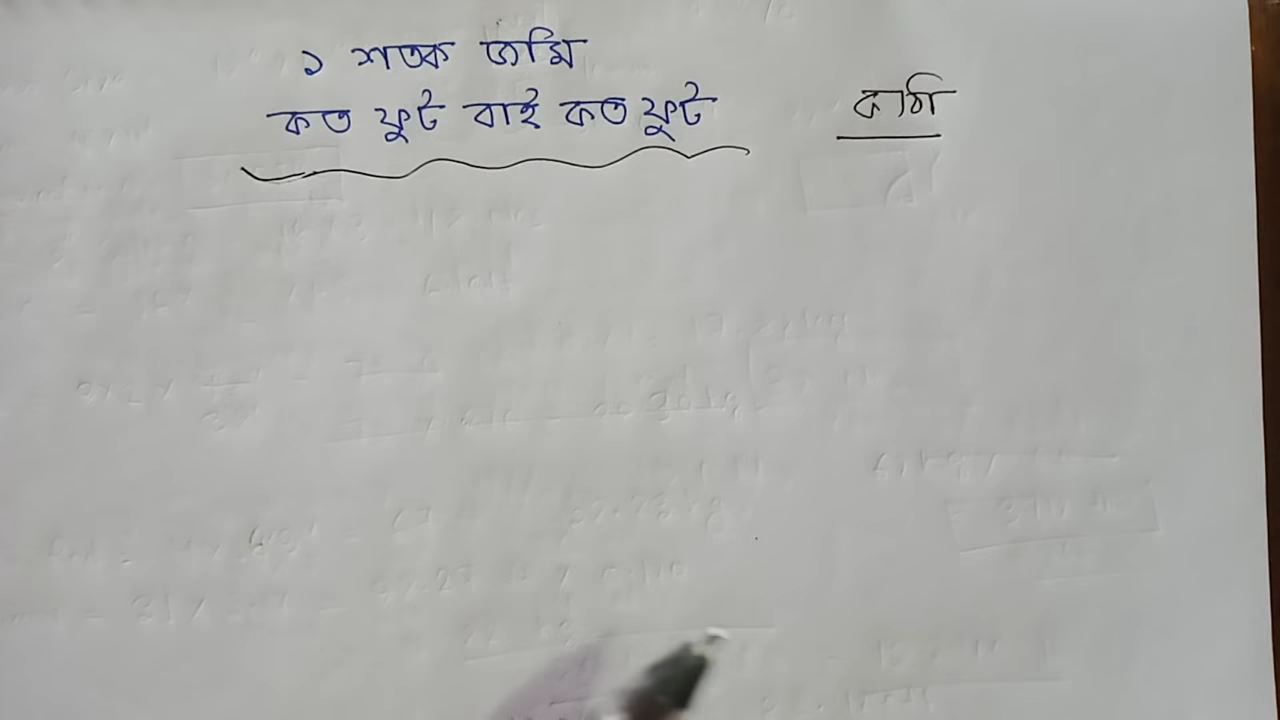 ১ শতক জমি
কত ফুট বাই কত ফুট
কাঠা